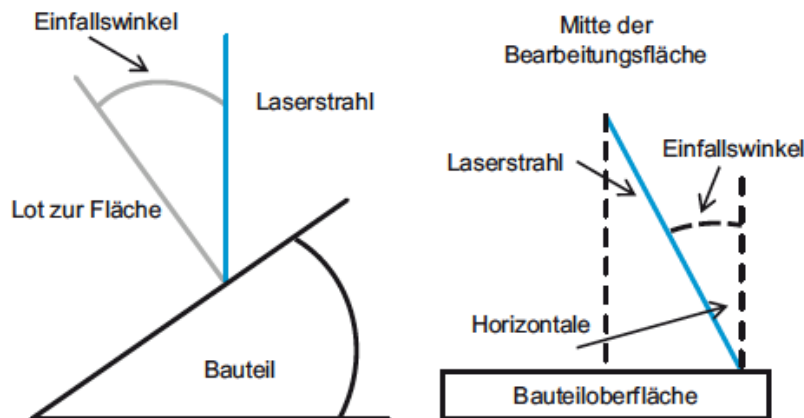 Einfallswinkel
Laserstrahl
Lot zur Fläche
Bauteil
Mitte der
Bearbeitungsfläche
Laserstrahl
Einfallswinkel
Horizontale
Bauteiloberfläche